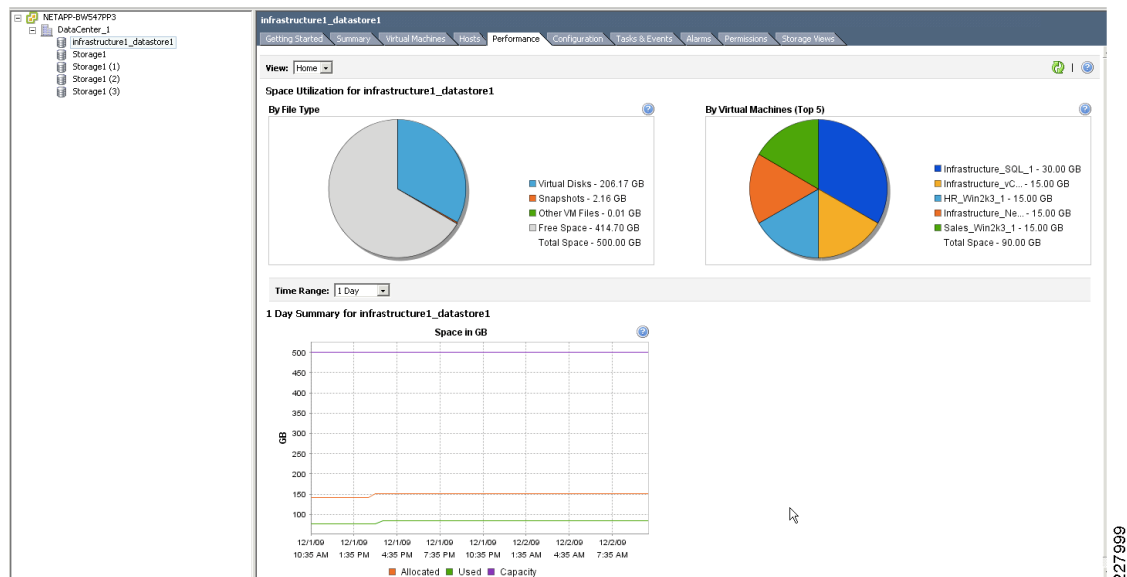 NETAPP-BW547PP3
DataCenter_1
infrastructure1_datastore1
Storage1
Storage1 (1)
Storage1 (2)
Storage1 (3)
infrastructure1_datastore1
Getting Started Summary Virtual Machines Hosts Performance Configuration Tasks & Events Alarms Permissions Storage Views
View: Home
Space Utilization for infrastructure1_datastore1
By File Type
Virtual Disks - 206.17 GB
Snapshots - 2.16 GB
Other VM Files - 0.01 GB
Free Space - 414.70 GB
Total Space - 500.00 GB
By Virtual Machines (Top 5)
Infrastructure_SQL_1 - 30.00 GB
Infrastructure_vC... - 15.00 GB
HR_Win2k3_1 - 15.00 GB
Infrastructure_Ne... - 15.00 GB
Sales_Win2k3_1 - 15.00 GB
Total Space - 90.00 GB
Time Range: 1 Day
1 Day Summary for infrastructure1_datastore1
Space in GB
500
450
400
350
300
250
200
150
100
GB
12/1/09 12/1/09 12/1/09 12/1/09 12/1/09 12/2/09 12/2/09 12/2/09
10:35 AM 1:35 PM 4:35 PM 7:35 PM 10:35 PM 1:35 AM 4:35 AM 7:35 AM
Allocated Used Capacity
227999